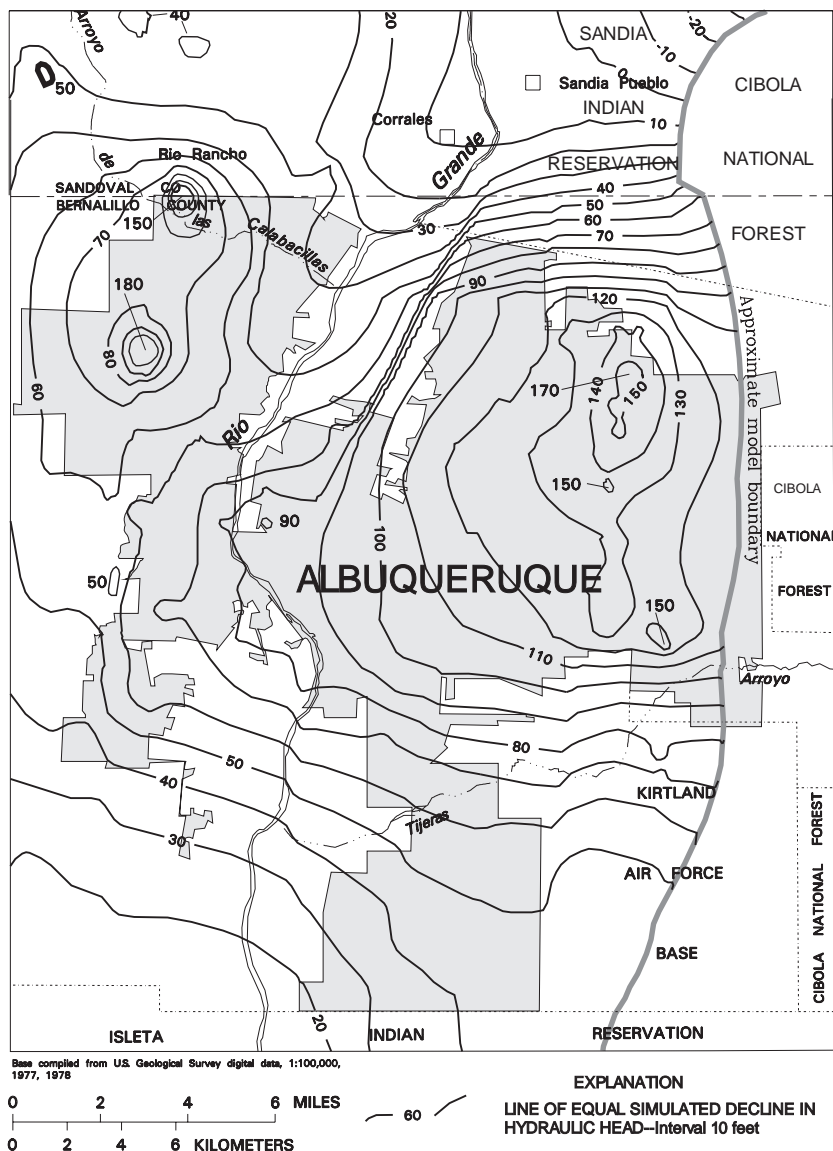 40
20
Arroyo
SANDIA
-10
-20
0
D
50
Sandia Pueblo
CIBOLA
Corrales
INDIAN
10
de
Rio Rancho
Grande
RESERVATION
NATIONAL
SANDOVAL CO
BERNALILLO COUNTY
40
50
150
las
60
Calabacillas
30
70
FOREST
70
90
180
120
80
170
140
150
130
60
Approximate model boundary
Rio
150
CIBOLA
90
100
NATIONAL
50
ALBUQUERUQUE
FOREST
150
110
Arroyo
80
50
40
KIRTLAND
30
Tijeras
AIR FORCE
CIBOLA NATIONAL FOREST
BASE
20
ISLETA
INDIAN
RESERVATION
Base compiled from U.S. Geological Survey digital data, 1:100,000,
1977, 1978
EXPLANATION
0 2 4 6 MILES
0 2 4 6 KILOMETERS
60
LINE OF EQUAL SIMULATED DECLINE IN
HYDRAULIC HEAD--Interval 10 feet